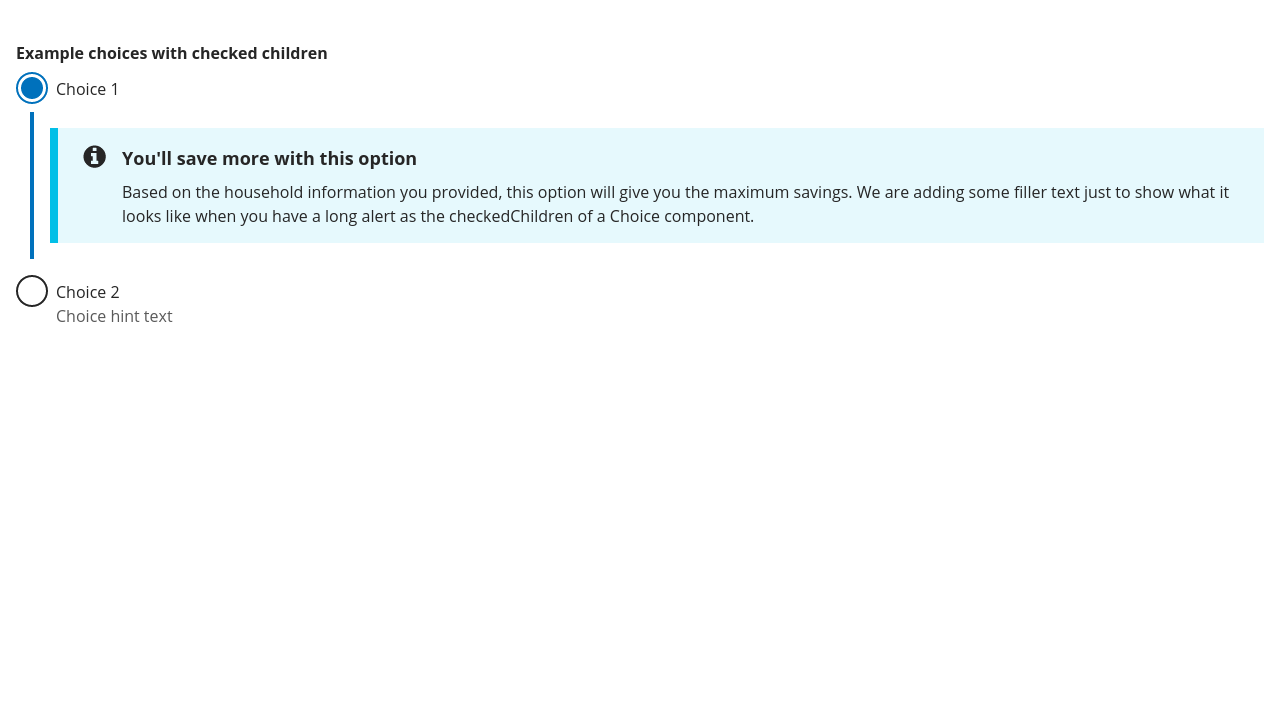 Example choices with checked children
Choice 1
You'll save more with this option
Based on the household information you provided, this option will give you the maximum savings. We are adding some filler text just to show what it
looks like when you have a long alert as the checkedChildren of a Choice component.
Choice 2
Choice hint text